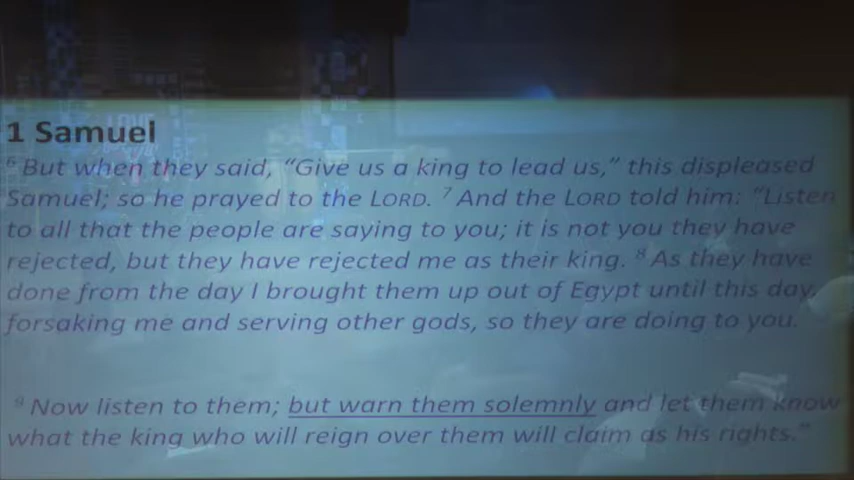 1 Samuel
⁶ But when they said, “Give us a king to lead us,” this displeased
Samuel; so he prayed to the LORD. ⁷ And the LORD told him: “Listen
to all that the people are saying to you; it is not you they have
rejected, but they have rejected me as their king. ⁸ As they have
done from the day I brought them up out of Egypt until this day,
forsaking me and serving other gods, so they are doing to you.
⁹ Now listen to them; but warn them solemnly and let them know
what the king who will reign over them will claim as his rights.”